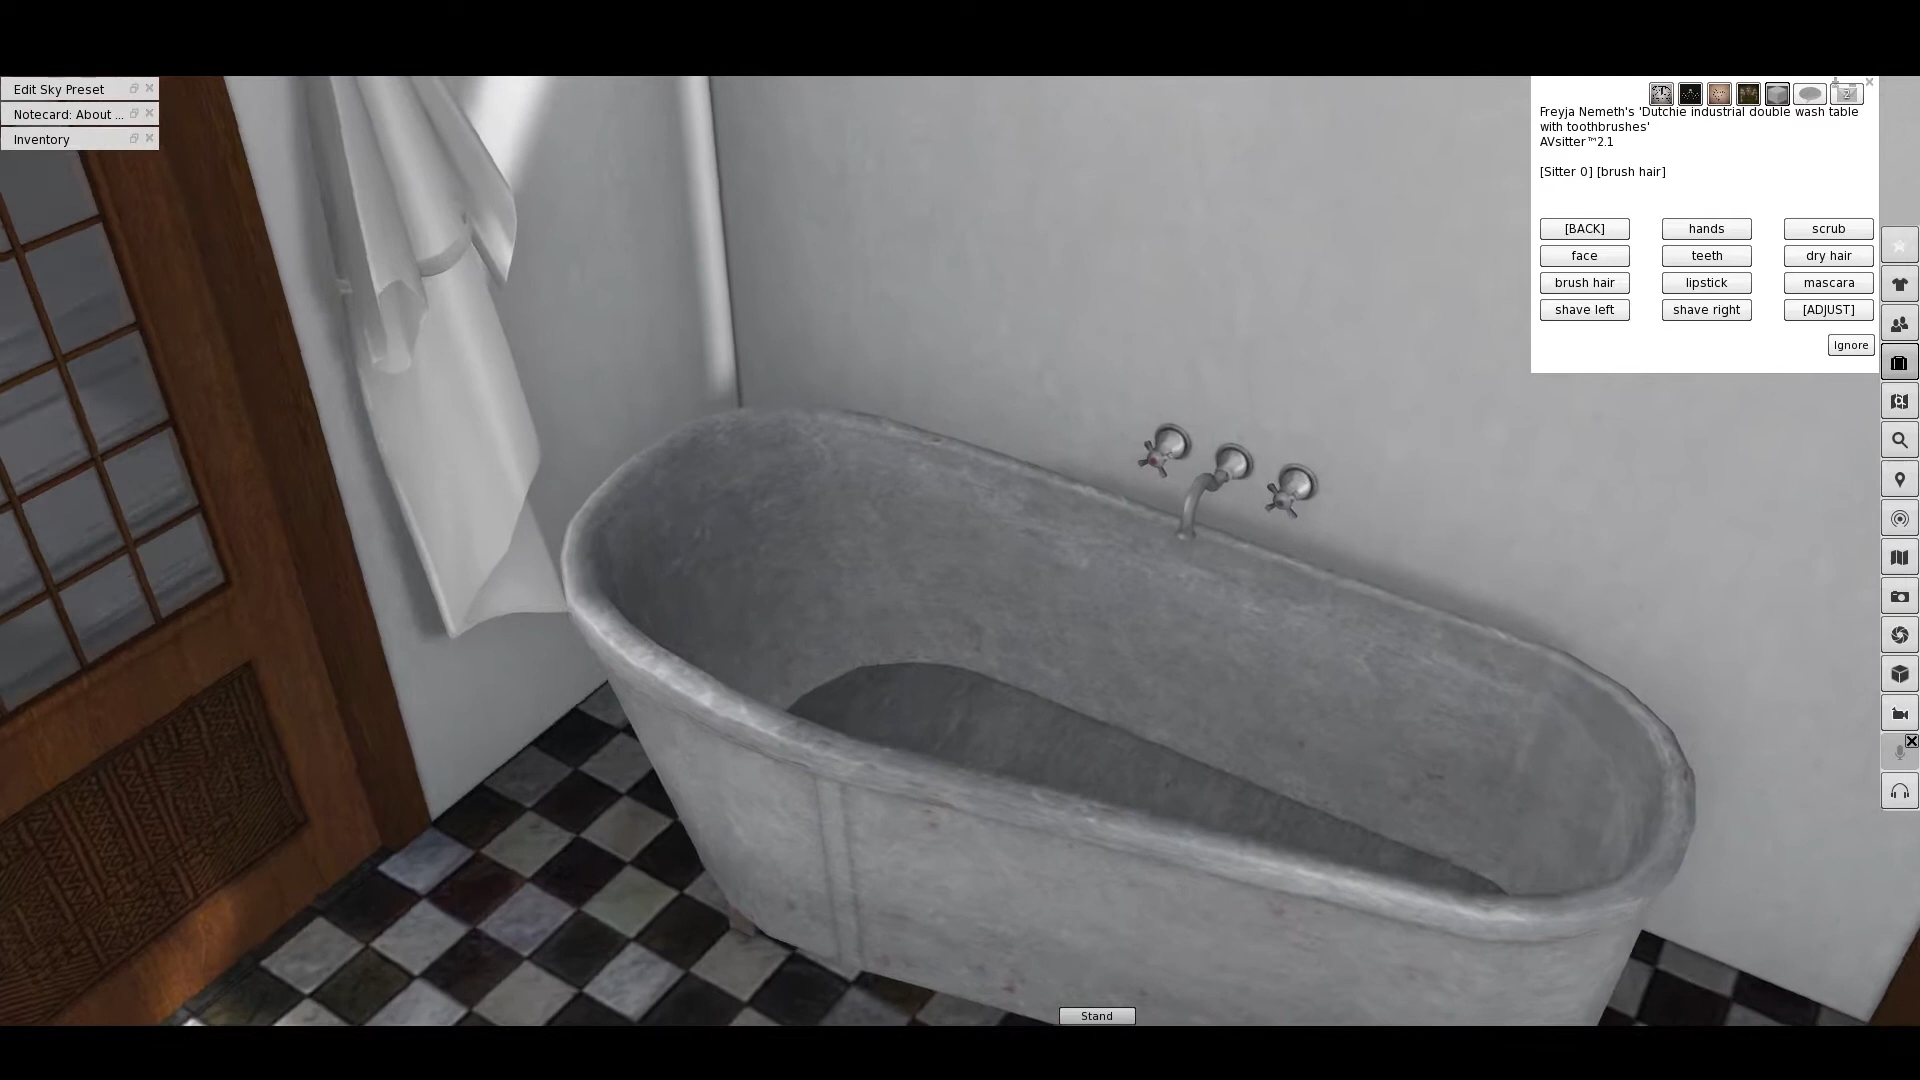 Edit Sky Preset
Notecard: About ...
Inventory
Freyja Nemeth's 'Dutchie industrial double wash table
with toothbrushes'
AVsitter™2.1
[Sitter 0] [brush hair]
[BACK] hands scrub
face teeth dry hair
brush hair lipstick mascara
shave left shave right [ADJUST]
Ignore
Stand